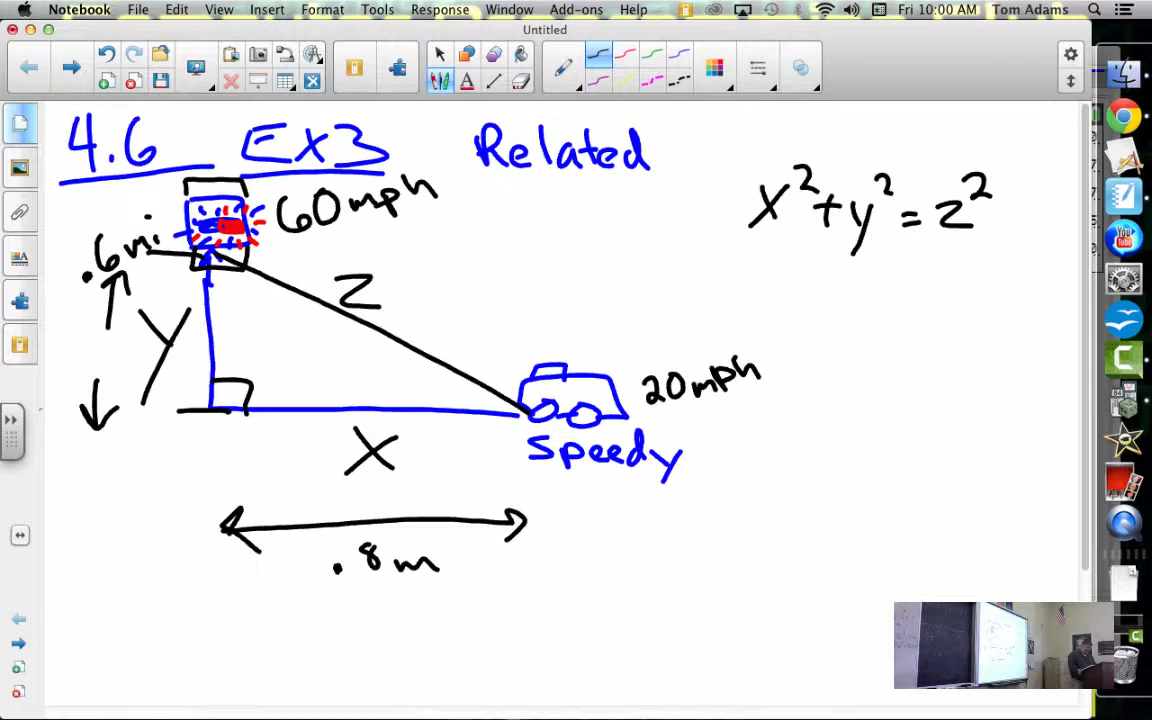 Notebook File Edit View Insert Format Tools Response Window Add-ons Help Fri 10:00 AM Tom Adams
Untitled
4.6 Ex3 Related
60mph
x²+y²=z²
.6mi
Z
Y
20mph
X
Speedy
.8m